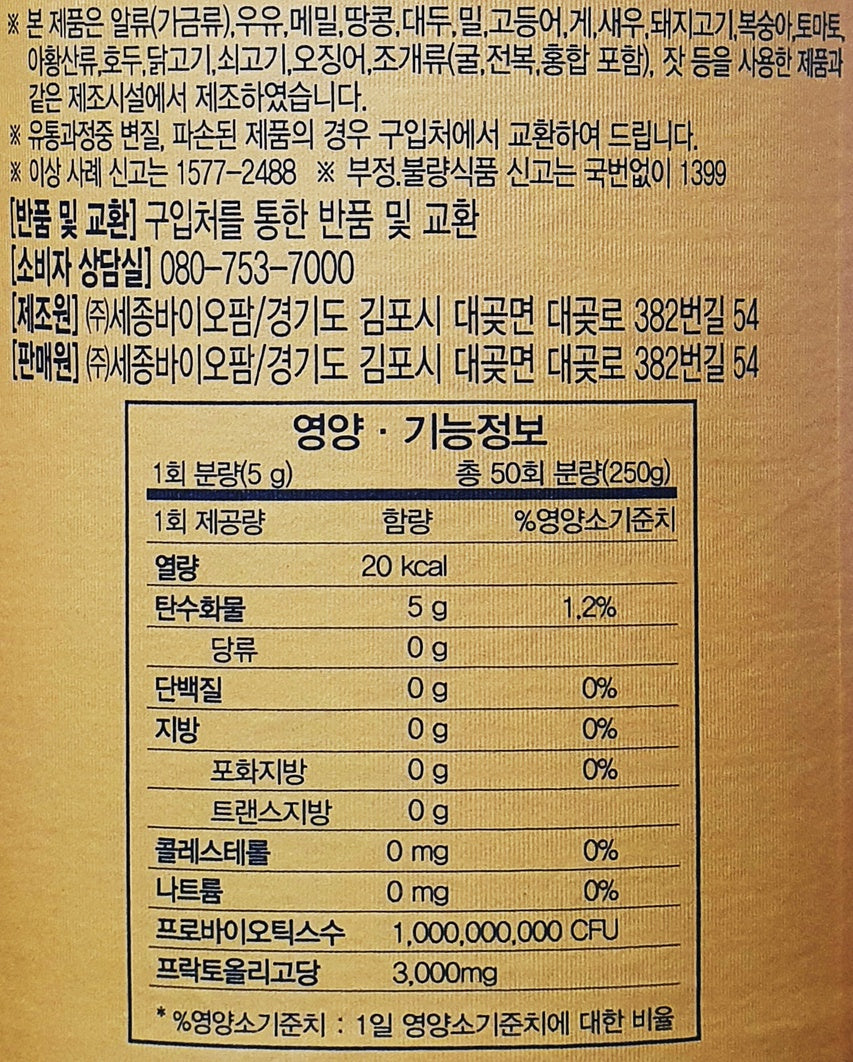 ※ 본 제품은 알류(가금류),우유,메밀,땅콩,대두,밀,고등어,게,새우,돼지고기,복숭아,토마토,
아황산류,호두,닭고기,쇠고기,오징어,조개류(굴,전복,홍합 포함), 잣 등을 사용한 제품과
같은 제조시설에서 제조하였습니다.
※ 유통과정중 변질, 파손된 제품의 경우 구입처에서 교환하여 드립니다.
※ 이상 사례 신고는 1577-2488 ※ 부정.불량식품 신고는 국번없이 1399
[반품 및 교환] 구입처를 통한 반품 및 교환
[소비자 상담실] 080-753-7000
[제조원] ㈜세종바이오팜/경기도 김포시 대곶면 대곶로 382번길 54
[판매원] ㈜세종바이오팜/경기도 김포시 대곶면 대곶로 382번길 54
영양 · 기능정보
1회 분량(5 g) 총 50회 분량(250g)
1회 제공량 함량 %영양소기준치
열량 20 kcal
탄수화물 5 g 1.2%
당류 0 g
단백질 0 g 0%
지방 0 g 0%
포화지방 0 g 0%
트랜스지방 0 g
콜레스테롤 0 mg 0%
나트륨 0 mg 0%
프로바이오틱스수 1,000,000,000 CFU
프락토올리고당 3,000mg
* %영양소기준치 : 1일 영양소기준치에 대한 비율